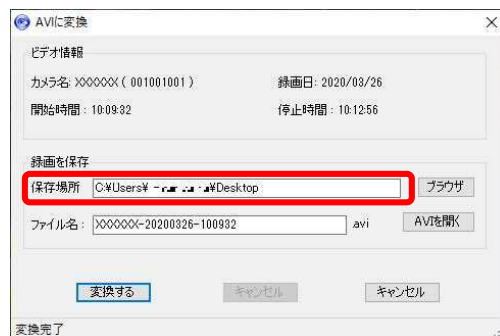 AVIに変換
ビデオ情報
カメラ名: XXXXXX ( 001001001 ) 録画日: 2020/03/26
開始時間 : 10:09:32 停止時間 : 10:12:56
録画を保存
保存場所 C:¥Users¥ ¥Desktop ブラウザ
ファイル名 : XXXXXX-20200326-100932 .avi AVIを開く
変換する キャンセル キャンセル
変換完了